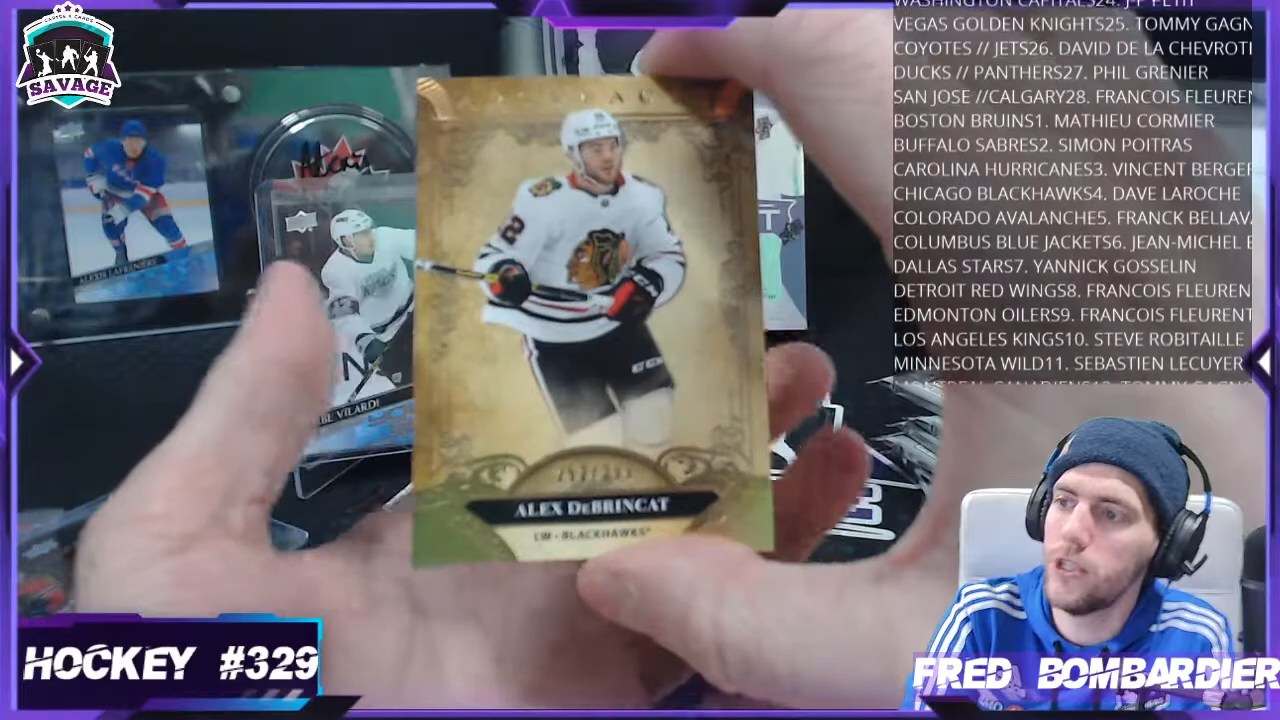 SAVAGE
WASHINGTON CAPITALS24. J-P PETIT
VEGAS GOLDEN KNIGHTS25. TOMMY GAGN
COYOTES // JETS26. DAVID DE LA CHEVROTI
DUCKS // PANTHERS27. PHIL GRENIER
SAN JOSE //CALGARY28. FRANCOIS FLEUREN
BOSTON BRUINS1. MATHIEU CORMIER
BUFFALO SABRES2. SIMON POITRAS
CAROLINA HURRICANES3. VINCENT BERGER
CHICAGO BLACKHAWKS4. DAVE LAROCHE
COLORADO AVALANCHE5. FRANCK BELLAVA
COLUMBUS BLUE JACKETS6. JEAN-MICHEL B
DALLAS STARS7. YANNICK GOSSELIN
DETROIT RED WINGS8. FRANCOIS FLEUREN
EDMONTON OILERS9. FRANCOIS FLEURENT
LOS ANGELES KINGS10. STEVE ROBITAILLE
MINNESOTA WILD11. SEBASTIEN LECUYER
ALEXIS LAFRENIERE
VILARDI
CCM
ALEX DEBRINCAT
LW • BLACKHAWKS
HOCKEY #329
FRED BOMBARDIER